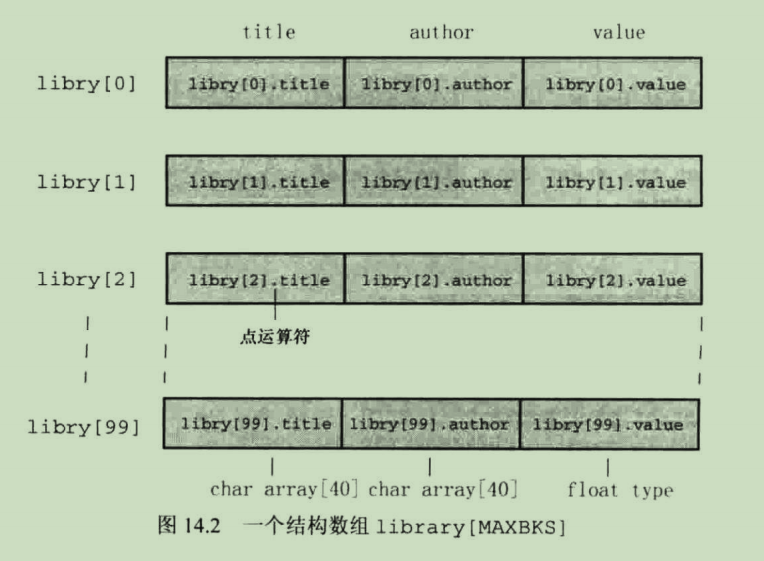 title author value
libry[0] libry[0].title libry[0].author libry[0].value
libry[1] libry[1].title libry[1].author libry[1].value
libry[2] libry[2].title libry[2].author libry[2].value
点运算符
libry[99] libry[99].title libry[99].author libry[99].value
char array[40] char array[40] float type
图 14.2 一个结构数组 library[MAXBKS]